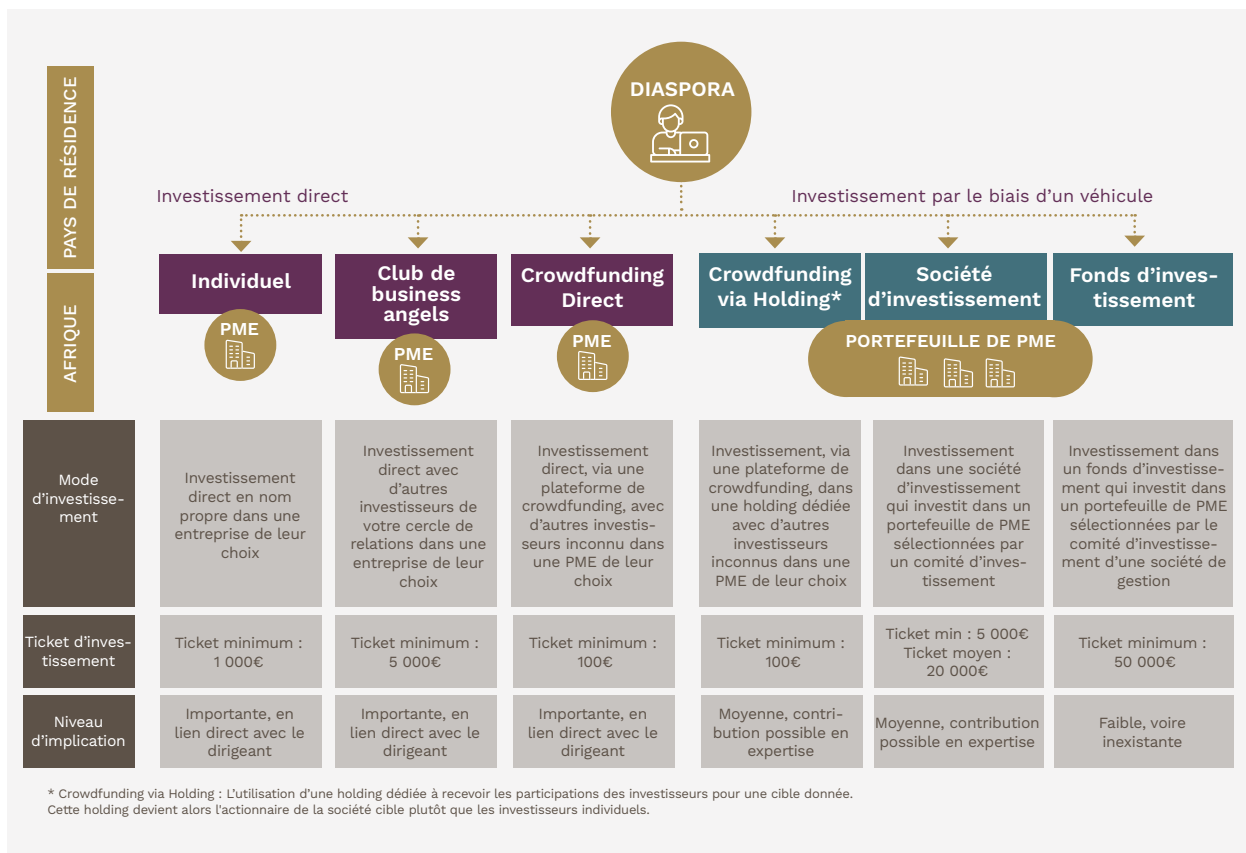 DIASPORA
PAYS DE RÉSIDENCE
Investissement direct
Investissement par le biais d’un véhicule
AFRIQUE
Individuel
PME
Club de
business
angels
PME
Crowdfunding
Direct
PME
Crowdfunding
via Holding*
Société
d’investissement
Fonds d’inves-
tissement
PORTEFEUILLE DE PME
Mode
d’investisse-
ment
Investissement
direct en nom
propre dans une
entreprise de leur
choix
Investissement
direct avec
d’autres
investisseurs de
votre cercle de
relations dans une
entreprise de leur
choix
Investissement
direct, via une
plateforme de
crowdfunding, avec
d’autres investis-
seurs inconnu dans
une PME de leur
choix
Investissement, via
une plateforme de
crowdfunding, dans
une holding dédiée
avec d’autres
investisseurs
inconnus dans une
PME de leur choix
Investissement
dans une société
d’investissement
qui investit dans un
portefeuille de PME
sélectionnées par
un comité d’inves-
tissement
Investissement dans
un fonds d’investisse-
ment qui investit dans
un portefeuille de PME
sélectionnées par le
comité d’investisse-
ment d’une société de
gestion
Ticket d’inves-
tissement
Ticket minimum :
1 000€
Ticket minimum :
5 000€
Ticket minimum :
100€
Ticket minimum :
100€
Ticket min : 5 000€
Ticket moyen :
20 000€
Ticket minimum :
50 000€
Niveau
d’implication
Importante, en
lien direct avec le
dirigeant
Importante, en
lien direct avec le
dirigeant
Importante, en
lien direct avec le
dirigeant
Moyenne, contri-
bution possible en
expertise
Moyenne, contribution
possible en expertise
Faible, voire
inexistante
* Crowdfunding via Holding : L’utilisation d’une holding dédiée à recevoir les participations des investisseurs pour une cible donnée.
Cette holding devient alors l'actionnaire de la société cible plutôt que les investisseurs individuels.